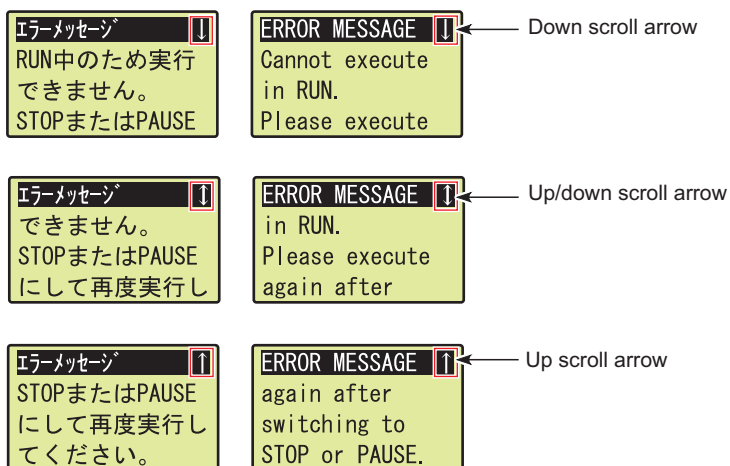 エラーメッセージ ↓
RUN中のため実行
できません。
STOPまたはPAUSE
ERROR MESSAGE ↓
Cannot execute
in RUN.
Please execute
Down scroll arrow
エラーメッセージ ↕
できません。
STOPまたはPAUSE
にして再度実行し
ERROR MESSAGE ↕
in RUN.
Please execute
again after
Up/down scroll arrow
エラーメッセージ ↑
STOPまたはPAUSE
にして再度実行し
てください。
ERROR MESSAGE ↑
again after
switching to
STOP or PAUSE.
Up scroll arrow